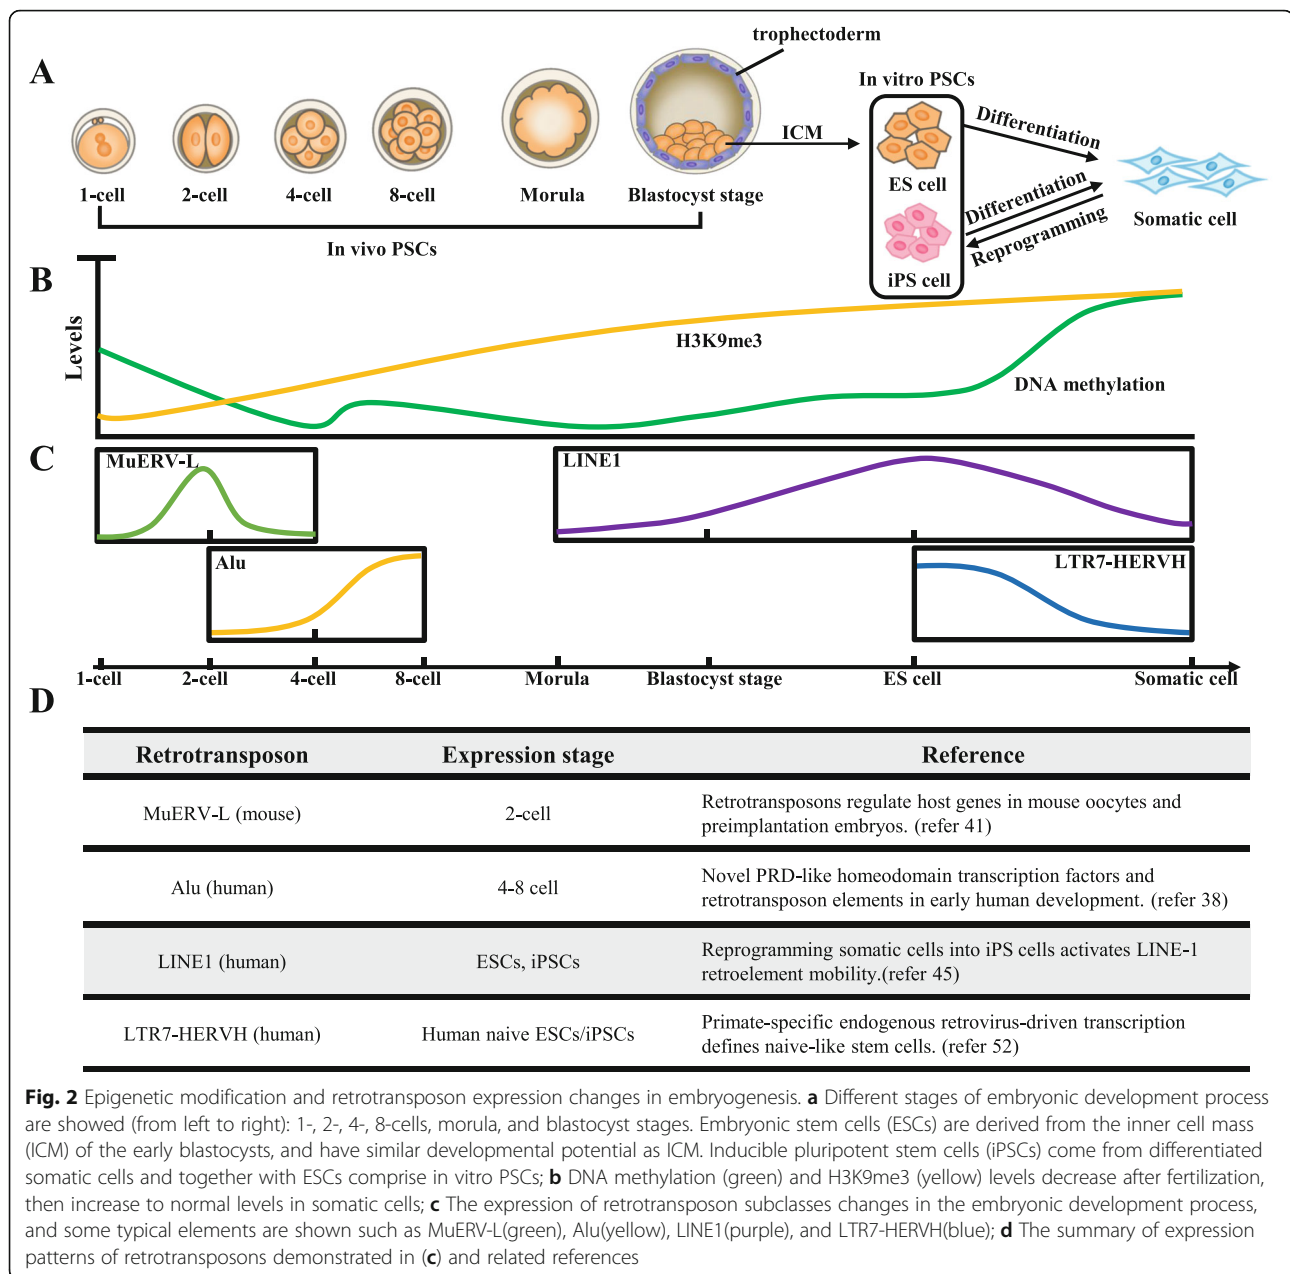 A
trophectoderm
In vitro PSCs
ICM
Differentiation
ES cell
Differentiation
Reprogramming
Somatic cell
iPS cell
1-cell
2-cell
4-cell
8-cell
Morula
Blastocyst stage
In vivo PSCs
B
Levels
H3K9me3
DNA methylation
C
MuERV-L
LINE1
Alu
LTR7-HERVH
1-cell
2-cell
4-cell
8-cell
Morula
Blastocyst stage
ES cell
Somatic cell
D
Retrotransposon Expression stage Reference
MuERV-L (mouse) 2-cell Retrotransposons regulate host genes in mouse oocytes and
preimplantation embryos. (refer 41)
Alu (human) 4-8 cell Novel PRD-like homeodomain transcription factors and
retrotransposon elements in early human development. (refer 38)
LINE1 (human) ESCs, iPSCs Reprogramming somatic cells into iPS cells activates LINE-1
retroelement mobility.(refer 45)
LTR7-HERVH (human) Human naive ESCs/iPSCs Primate-specific endogenous retrovirus-driven transcription
defines naive-like stem cells. (refer 52)
Fig. 2 Epigenetic modification and retrotransposon expression changes in embryogenesis. a Different stages of embryonic development process
are showed (from left to right): 1-, 2-, 4-, 8-cells, morula, and blastocyst stages. Embryonic stem cells (ESCs) are derived from the inner cell mass
(ICM) of the early blastocysts, and have similar developmental potential as ICM. Inducible pluripotent stem cells (iPSCs) come from differentiated
somatic cells and together with ESCs comprise in vitro PSCs; b DNA methylation (green) and H3K9me3 (yellow) levels decrease after fertilization,
then increase to normal levels in somatic cells; c The expression of retrotransposon subclasses changes in the embryonic development process,
and some typical elements are shown such as MuERV-L(green), Alu(yellow), LINE1(purple), and LTR7-HERVH(blue); d The summary of expression
patterns of retrotransposons demonstrated in (c) and related references